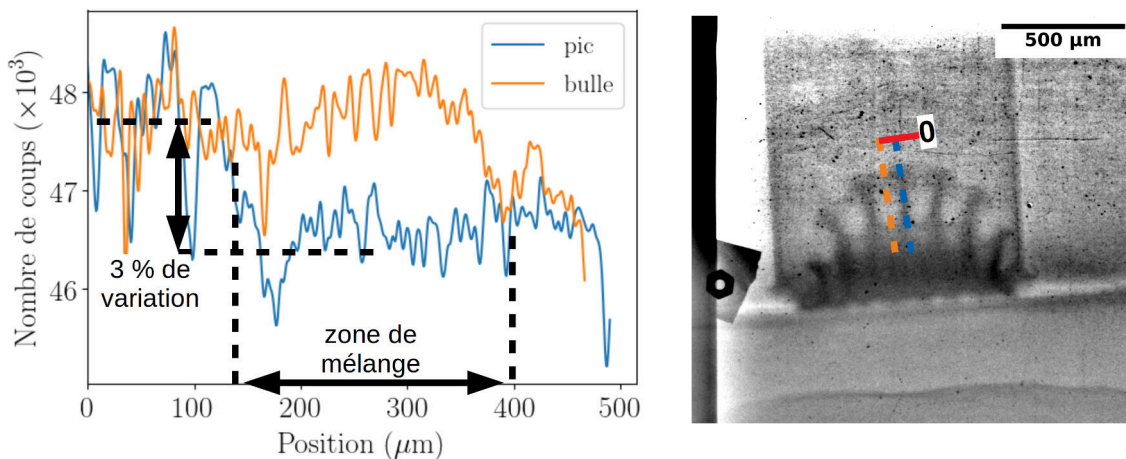 Nombre de coups (×10³)
48
47
46
pic
bulle
3 % de
variation
zone de
mélange
0
100
200
300
400
500
Position (μm)
500 μm
0